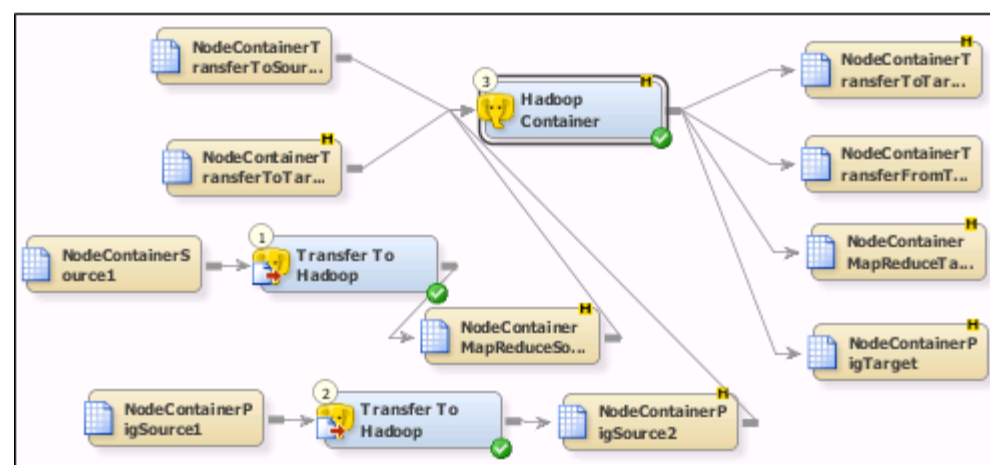 NodeContainerT
ransferToSour...
H
NodeContainerT
ransferToTar...
3
H
Hadoop
Container
H
NodeContainerT
ransferToTar...
NodeContainerT
ransferFromT...
NodeContainerS
ource1
1
Transfer To
Hadoop
H
NodeContainer
MapReduceSo...
H
NodeContainer
MapReduceTa...
H
NodeContainerP
igTarget
NodeContainerP
igSource1
2
Transfer To
Hadoop
H
NodeContainerP
igSource2